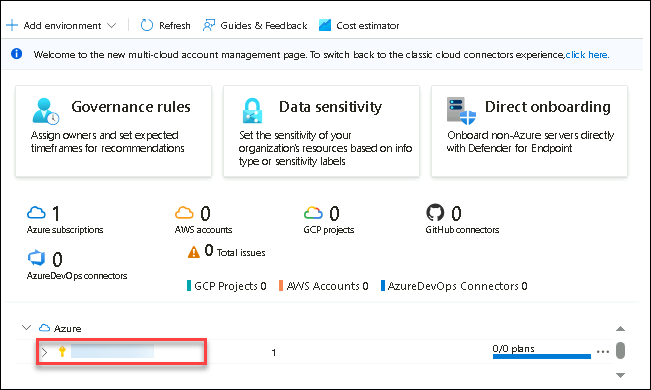 Add environment Refresh Guides & Feedback Cost estimator
Welcome to the new multi-cloud account management page. To switch back to the classic cloud connectors experience,click here.
Governance rules
Assign owners and set expected
timeframes for recommendations
Data sensitivity
Set the sensitivity of your
organization's resources based on info
type or sensitivity labels
Direct onboarding
Onboard non-Azure servers directly
with Defender for Endpoint
1
Azure subscriptions
0
AWS accounts
0
GCP projects
0
GitHub connectors
0
AzureDevOps connectors
0 Total issues
GCP Projects 0 AWS Accounts 0 AzureDevOps Connectors 0
Azure
1 0/0 plans